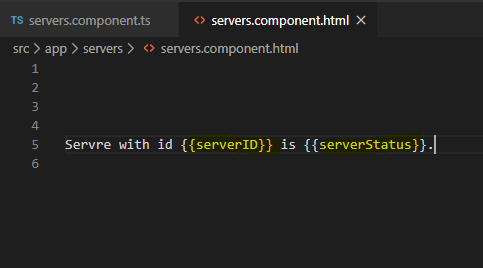 TS servers.component.ts
<> servers.component.html ×
src > app > servers > <> servers.component.html
1
2
3
4
5 Servre with id {{serverID}} is {{serverStatus}}.
6